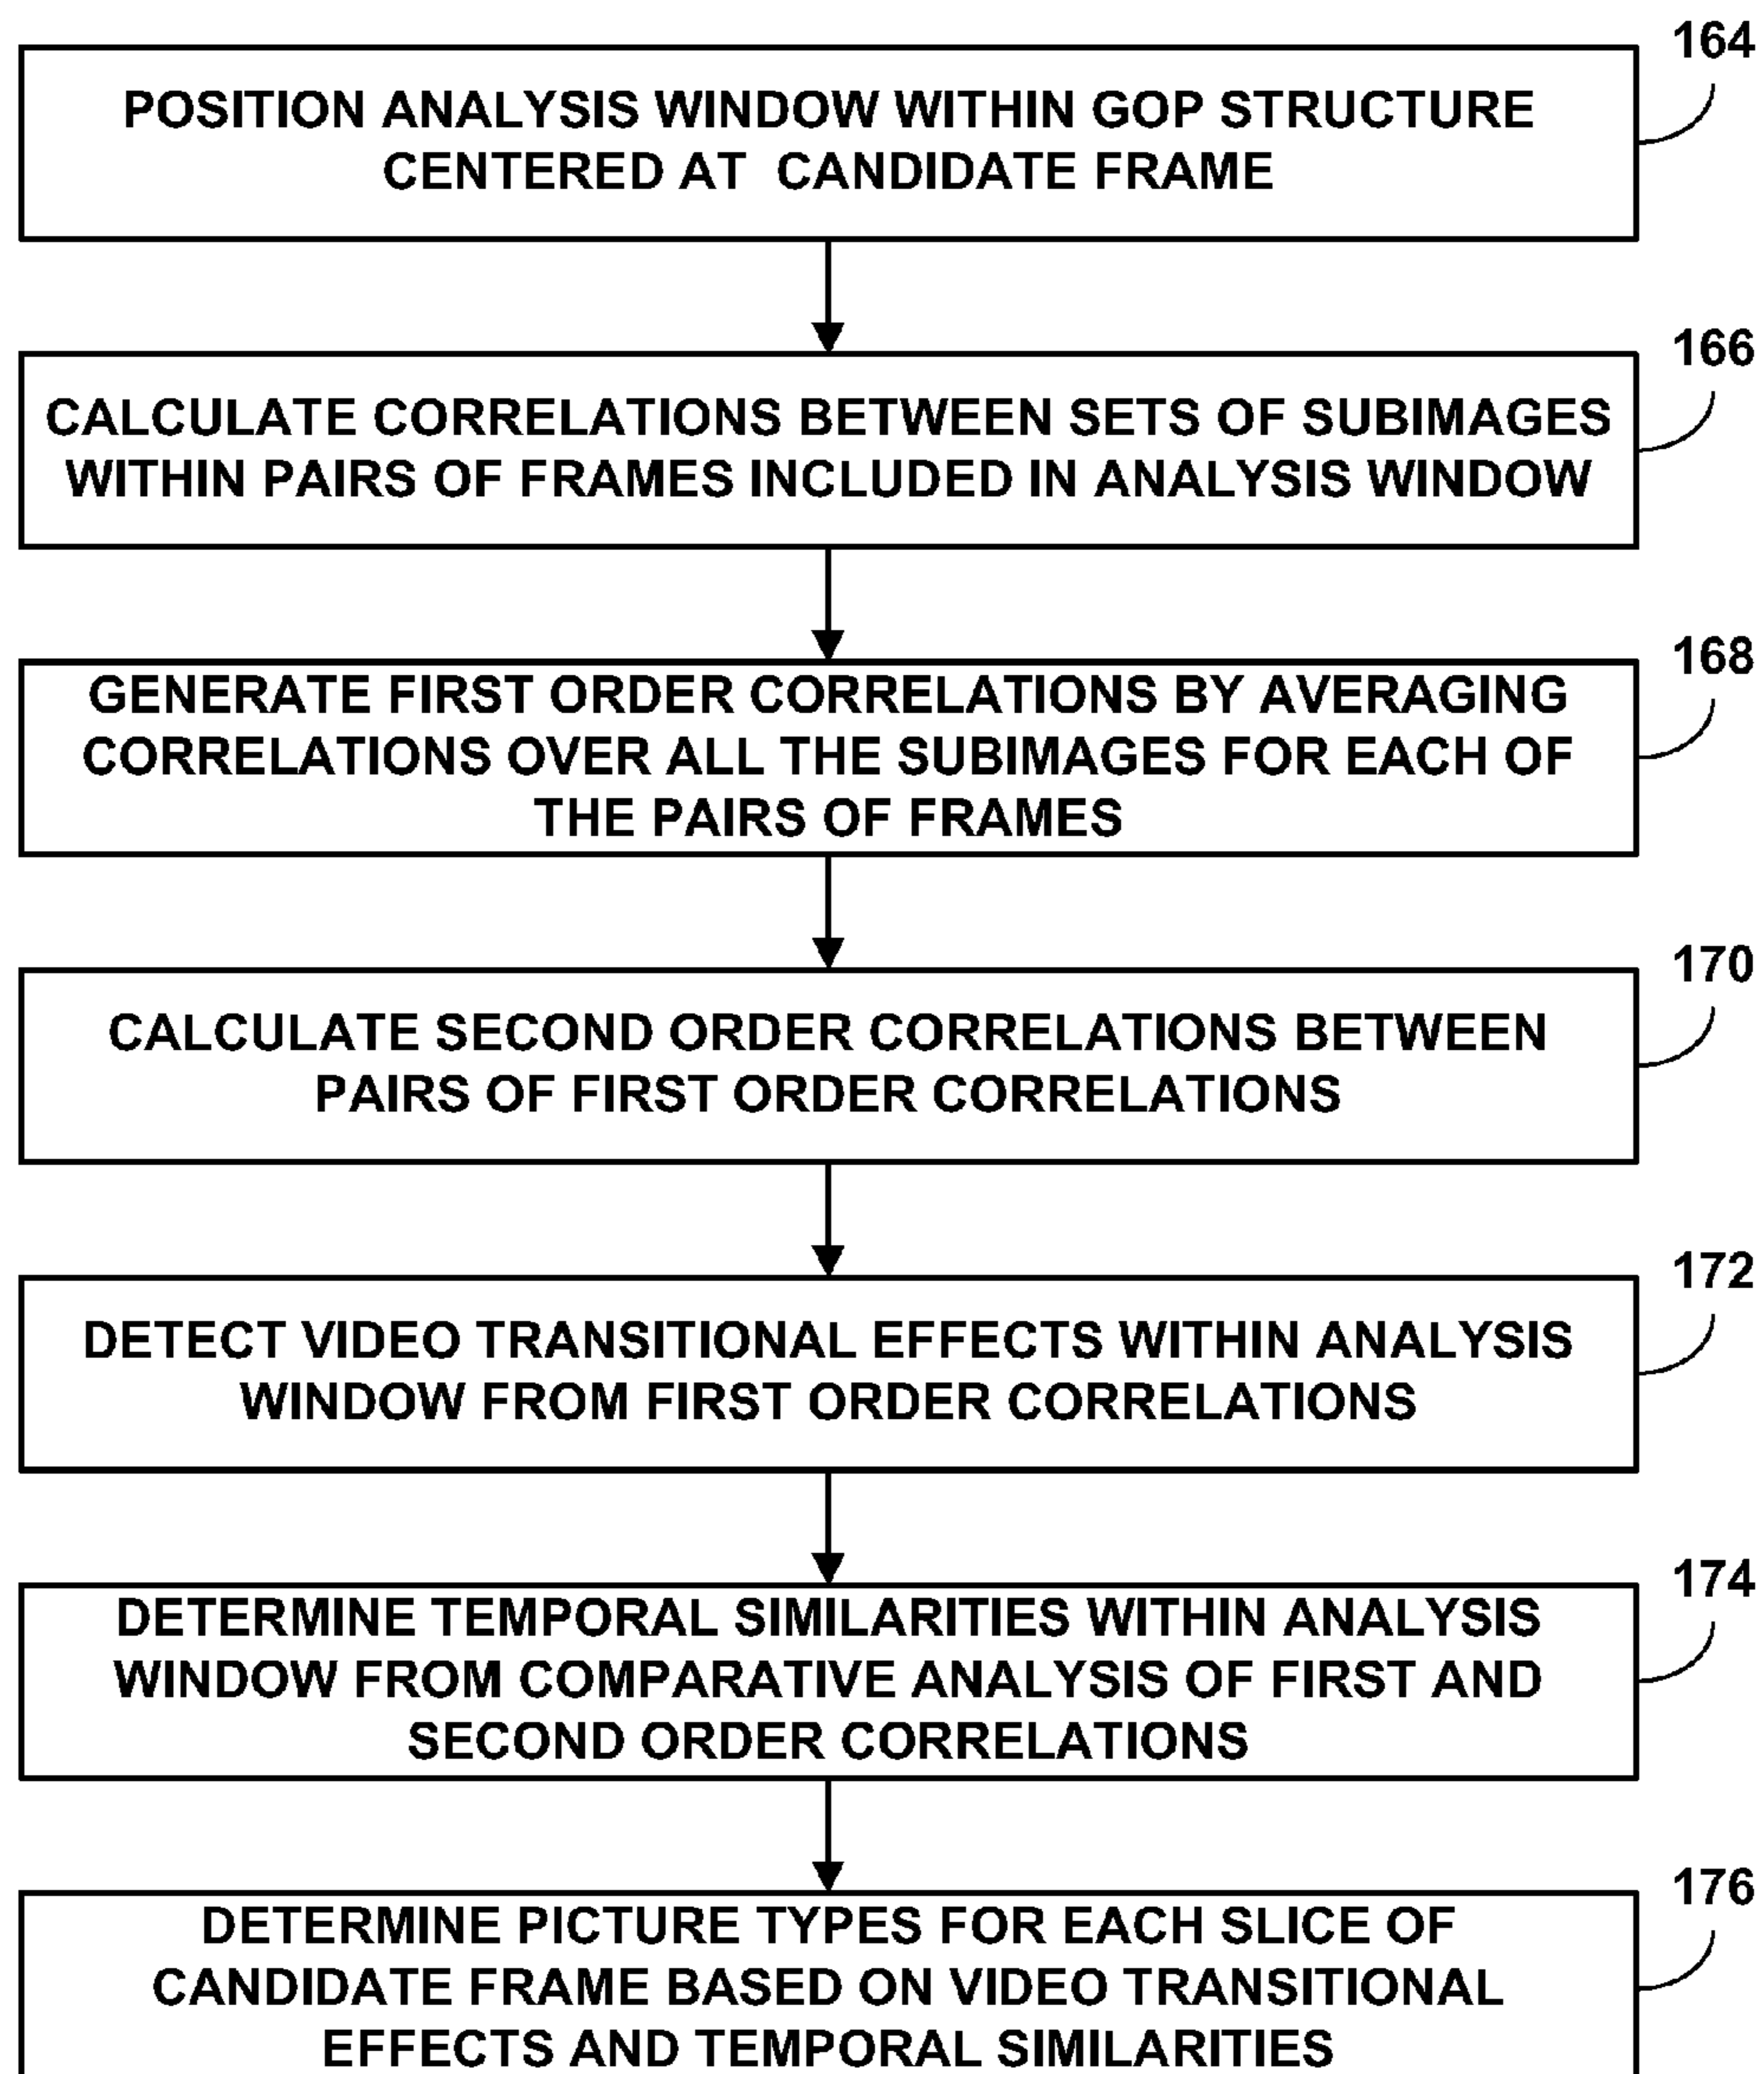 164
POSITION ANALYSIS WINDOW WITHIN GOP STRUCTURE
CENTERED AT CANDIDATE FRAME
166
CALCULATE CORRELATIONS BETWEEN SETS OF SUBIMAGES
WITHIN PAIRS OF FRAMES INCLUDED IN ANALYSIS WINDOW
168
GENERATE FIRST ORDER CORRELATIONS BY AVERAGING
CORRELATIONS OVER ALL THE SUBIMAGES FOR EACH OF
THE PAIRS OF FRAMES
170
CALCULATE SECOND ORDER CORRELATIONS BETWEEN
PAIRS OF FIRST ORDER CORRELATIONS
172
DETECT VIDEO TRANSITIONAL EFFECTS WITHIN ANALYSIS
WINDOW FROM FIRST ORDER CORRELATIONS
174
DETERMINE TEMPORAL SIMILARITIES WITHIN ANALYSIS
WINDOW FROM COMPARATIVE ANALYSIS OF FIRST AND
SECOND ORDER CORRELATIONS
176
DETERMINE PICTURE TYPES FOR EACH SLICE OF
CANDIDATE FRAME BASED ON VIDEO TRANSITIONAL
EFFECTS AND TEMPORAL SIMILARITIES